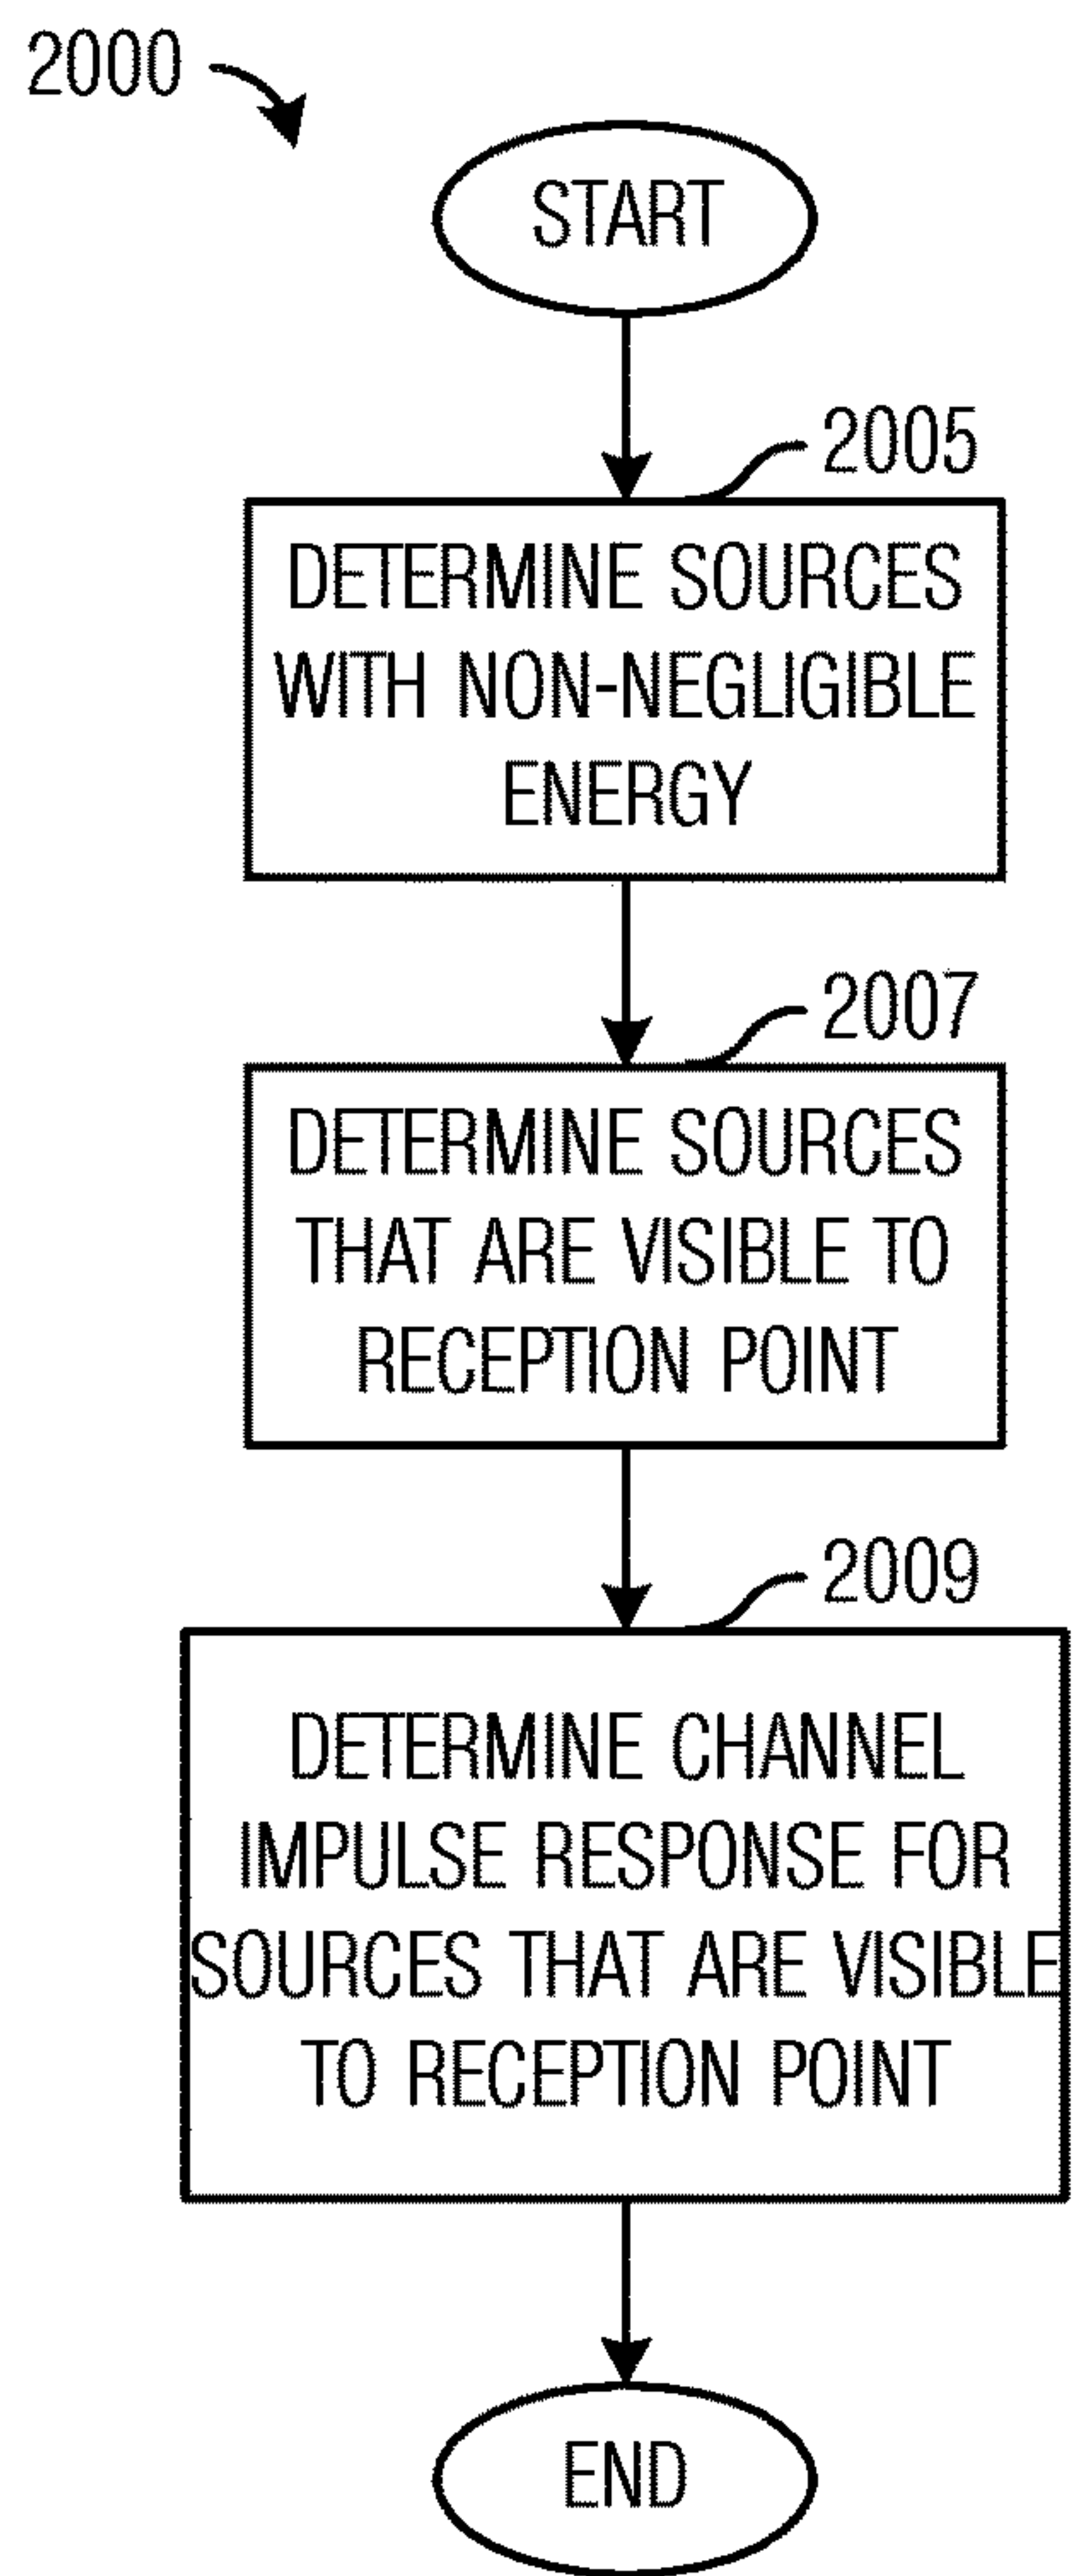 2000
START
2005
DETERMINE SOURCES
WITH NON-NEGLIGIBLE
ENERGY
2007
DETERMINE SOURCES
THAT ARE VISIBLE TO
RECEPTION POINT
2009
DETERMINE CHANNEL
IMPULSE RESPONSE FOR
SOURCES THAT ARE VISIBLE
TO RECEPTION POINT
END